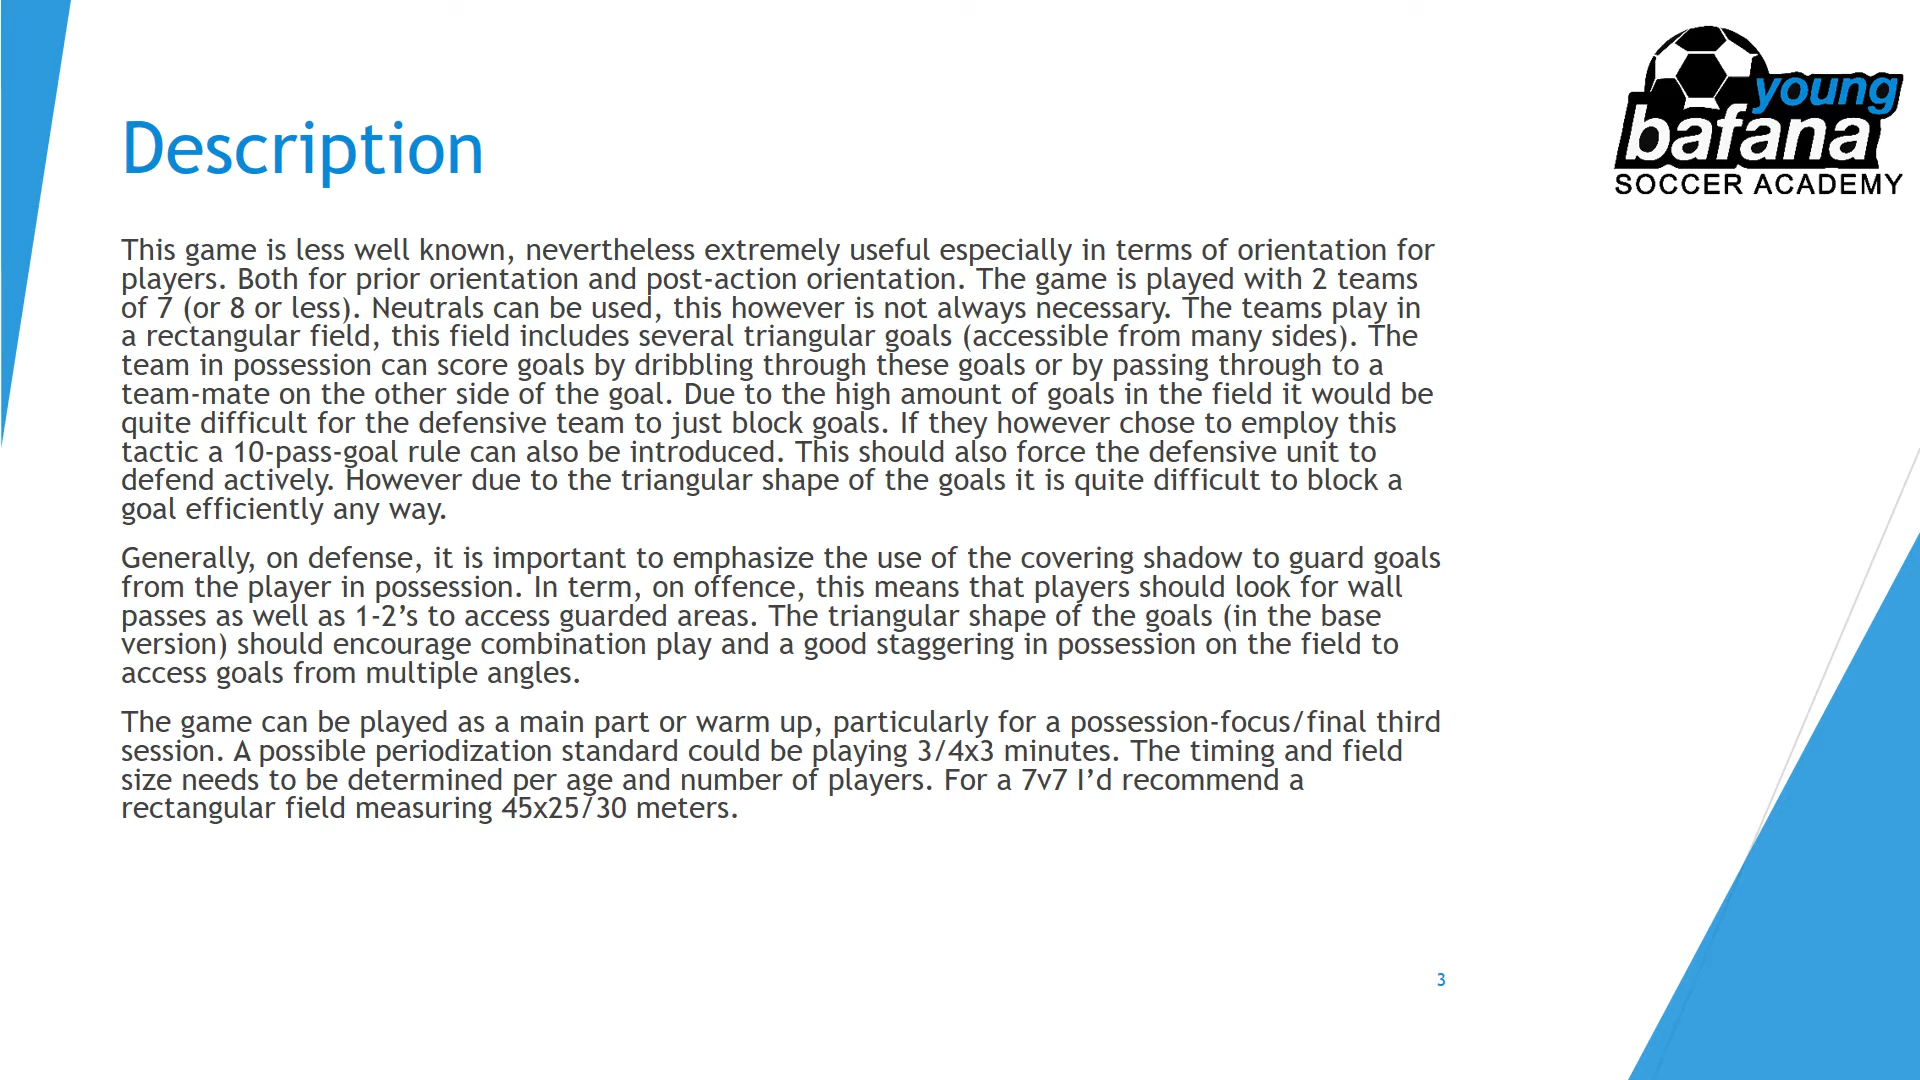 young
bafana
SOCCER ACADEMY
Description
This game is less well known, nevertheless extremely useful especially in terms of orientation for
players. Both for prior orientation and post-action orientation. The game is played with 2 teams
of 7 (or 8 or less). Neutrals can be used, this however is not always necessary. The teams play in
a rectangular field, this field includes several triangular goals (accessible from many sides). The
team in possession can score goals by dribbling through these goals or by passing through to a
team-mate on the other side of the goal. Due to the high amount of goals in the field it would be
quite difficult for the defensive team to just block goals. If they however chose to employ this
tactic a 10-pass-goal rule can also be introduced. This should also force the defensive unit to
defend actively. However due to the triangular shape of the goals it is quite difficult to block a
goal efficiently any way.
Generally, on defense, it is important to emphasize the use of the covering shadow to guard goals
from the player in possession. In term, on offence, this means that players should look for wall
passes as well as 1-2’s to access guarded areas. The triangular shape of the goals (in the base
version) should encourage combination play and a good staggering in possession on the field to
access goals from multiple angles.
The game can be played as a main part or warm up, particularly for a possession-focus/final third
session. A possible periodization standard could be playing 3/4x3 minutes. The timing and field
size needs to be determined per age and number of players. For a 7v7 I’d recommend a
rectangular field measuring 45x25/30 meters.
3